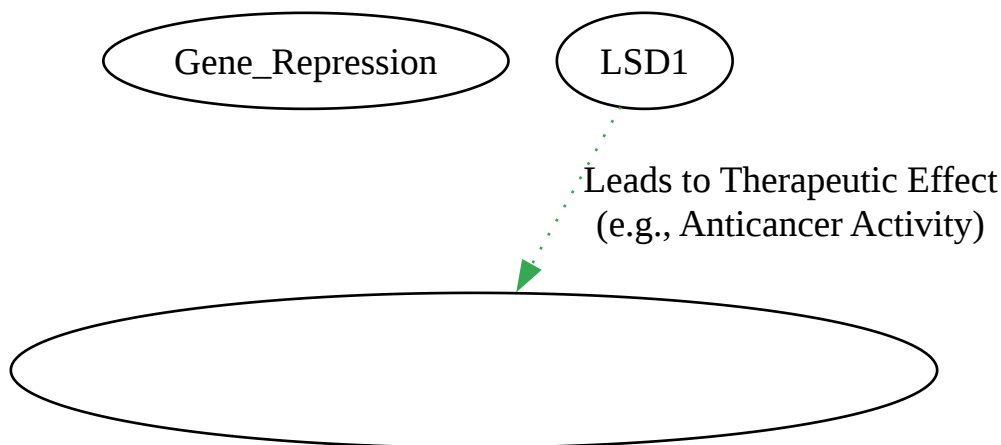 Gene_Repression
LSD1
Leads to Therapeutic Effect
(e.g., Anticancer Activity)